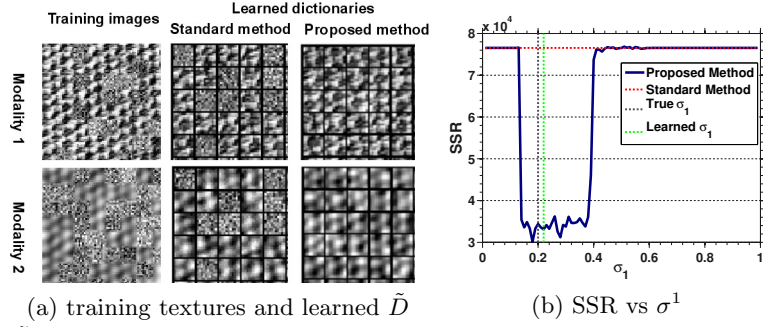 Training images
Learned dictionaries
Standard method Proposed method
Modality 1
Modality 2
(a) training textures and learned D̃
x 10⁴
8
7
6
5
4
3
SSR
0 0.2 0.4 0.6 0.8 1
σ₁
Proposed Method
Standard Method
True σ₁
Learned σ₁
(b) SSR vs σ¹